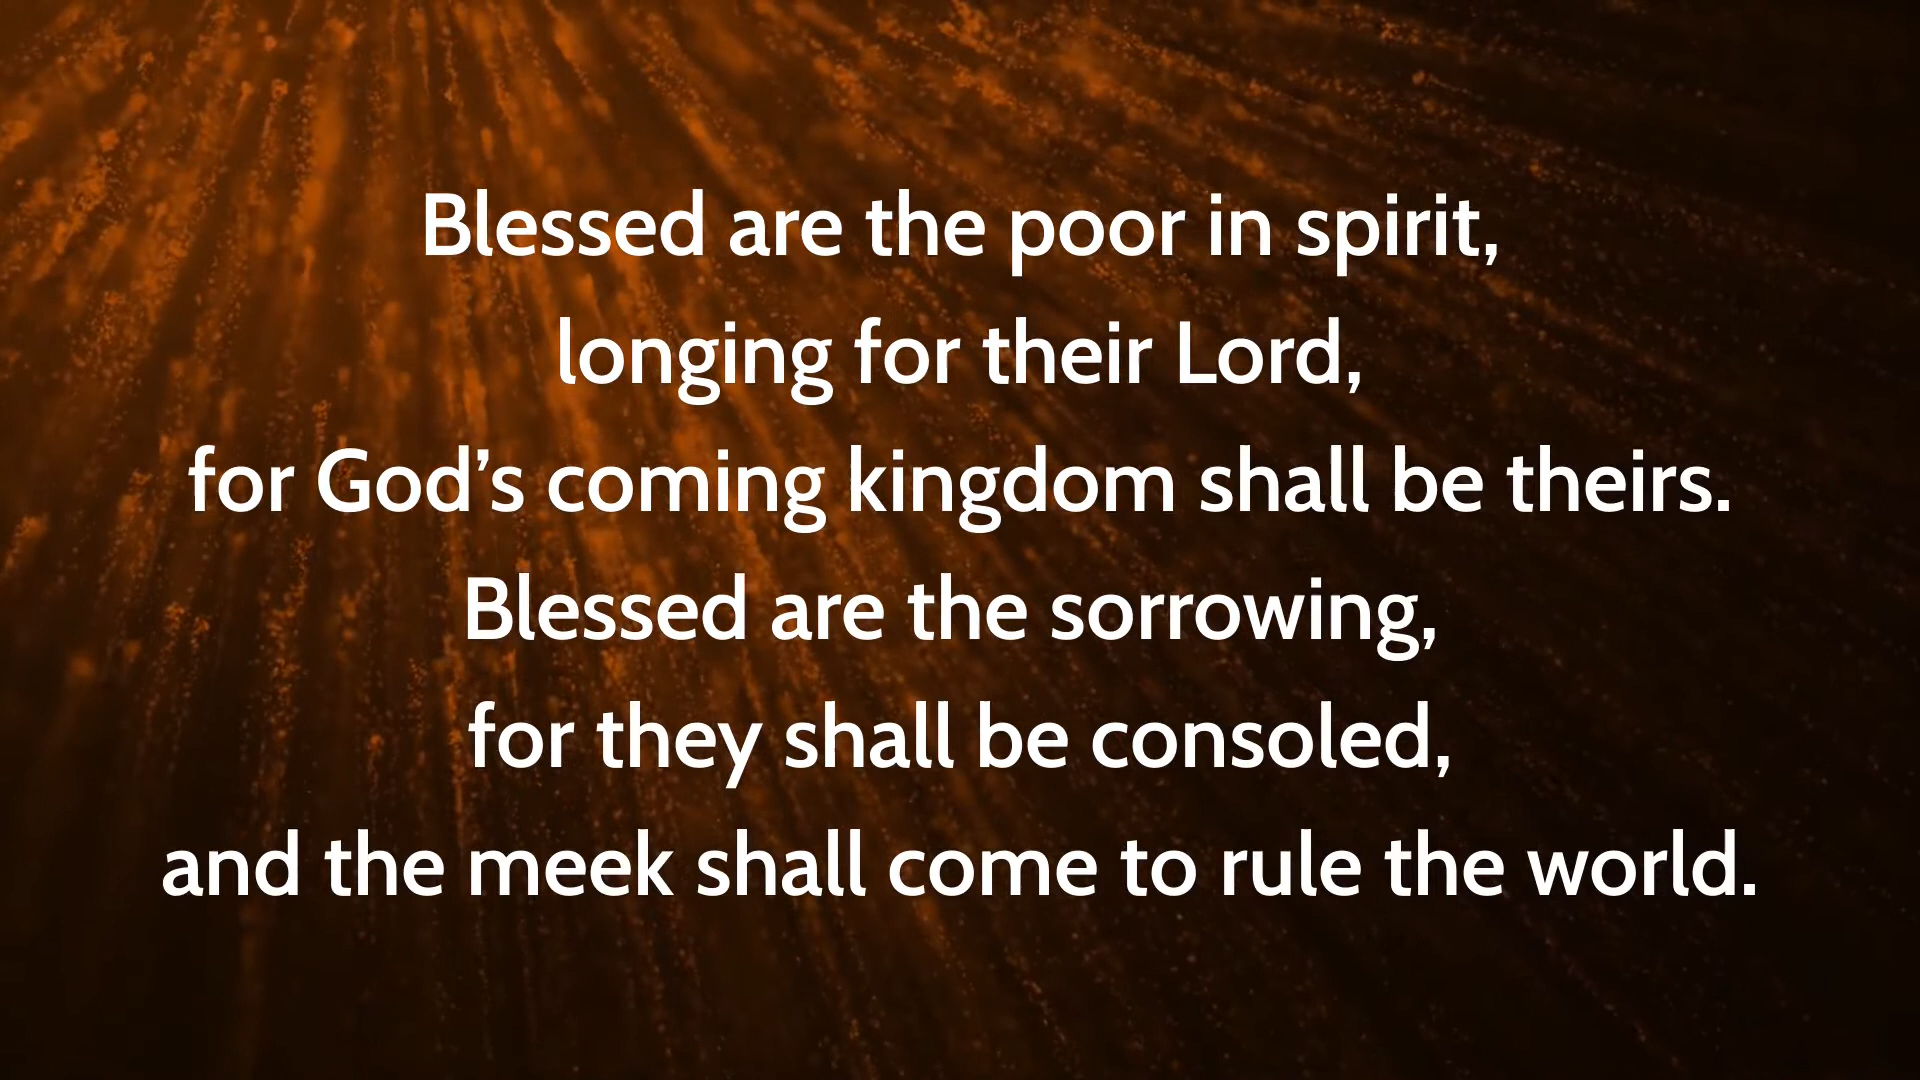 Blessed are the poor in spirit,
longing for their Lord,
for God’s coming kingdom shall be theirs.
Blessed are the sorrowing,
for they shall be consoled,
and the meek shall come to rule the world.